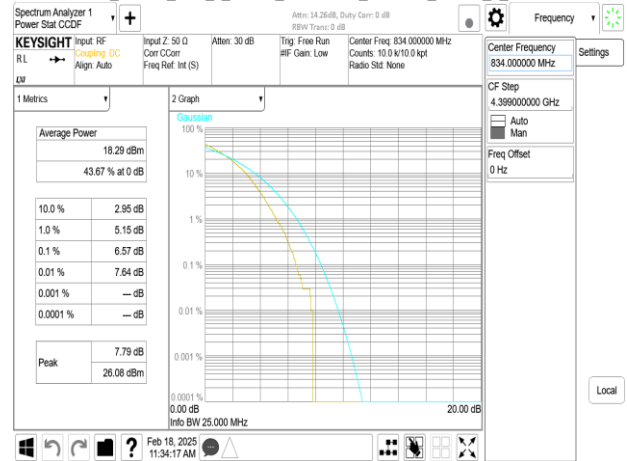 Spectrum Analyzer 1
Power Stat CCDF
+
Attn: 14.26dB, Duty Corr: 0 dB
RBW Trans: 0 dB
Frequency
KEYSIGHT
RL
LXI
Input: RF
Coupling: DC
Align: Auto
Input Z: 50 Ω
Corr CCorr
Freq Ref: Int (S)
Atten: 30 dB
Trig: Free Run
#IF Gain: Low
Center Freq: 834.000000 MHz
Counts: 10.0 k/10.0 kpt
Radio Std: None
Center Frequency
834.000000 MHz
Settings
CF Step
4.399000000 GHz
Auto
Man
Freq Offset
0 Hz
1 Metrics
Average Power
18.29 dBm
43.67 % at 0 dB
10.0 % 2.95 dB
1.0 % 5.15 dB
0.1 % 6.57 dB
0.01 % 7.64 dB
0.001 % — dB
0.0001 % — dB
Peak
7.79 dB
26.08 dBm
2 Graph
Gaussian
100 %
10 %
1 %
0.1 %
0.01 %
0.001 %
0.0001 %
0.00 dB 20.00 dB
Info BW 25.000 MHz
Local
?
Feb 18, 2025
11:34:17 AM